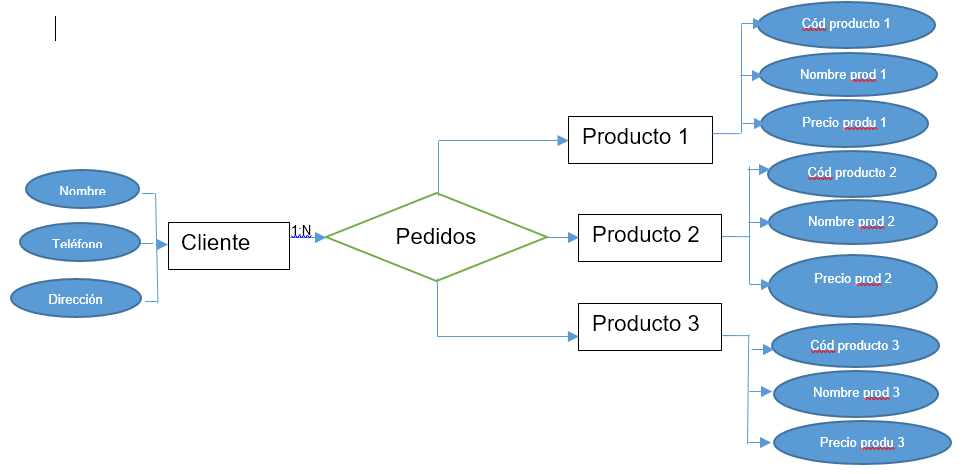 Nombre
Teléfono
Dirección
Cliente
1:N
Pedidos
Producto 1
Cód producto 1
Nombre prod 1
Precio produ 1
Producto 2
Cód producto 2
Nombre prod 2
Precio prod 2
Producto 3
Cód producto 3
Nombre prod 3
Precio produ 3